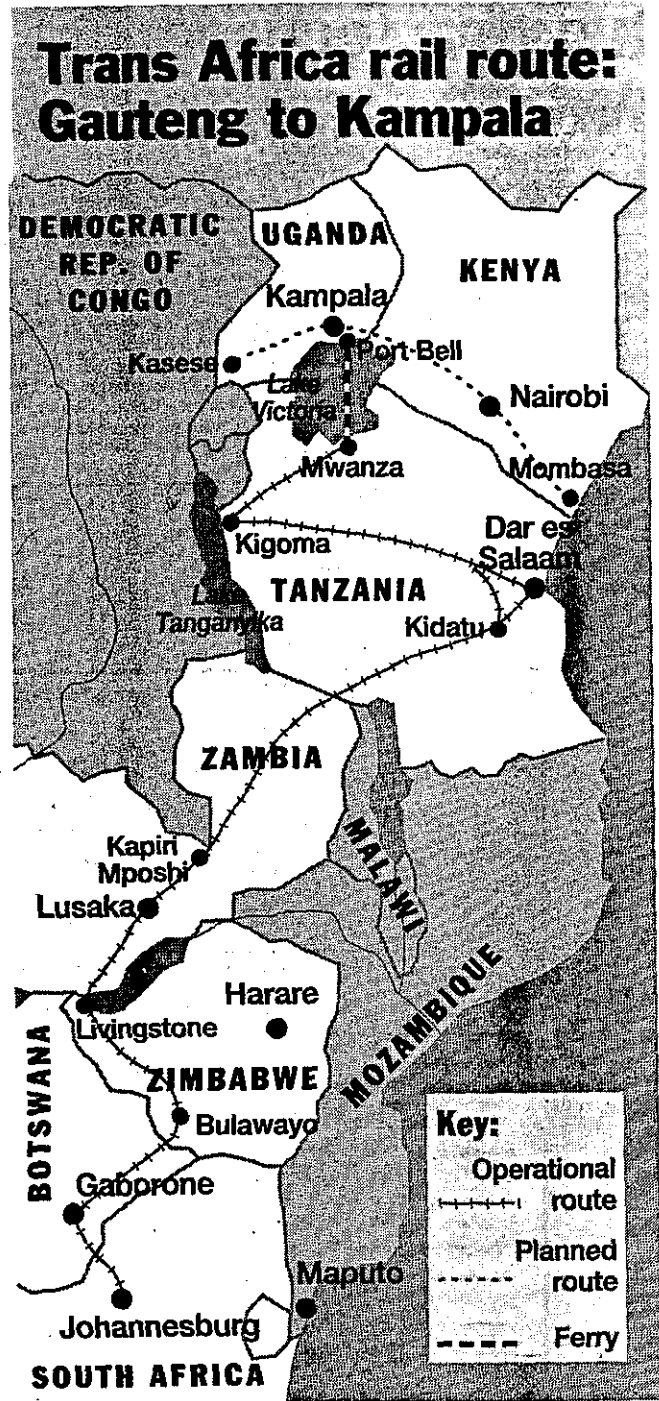 Trans Africa rail route:
Gauteng to Kampala
DEMOCRATIC
REP. OF
CONGO
UGANDA
KENYA
Kampala
Port-Bell
Kasese
Lake
Victoria
Nairobi
Mwanza
Mombasa
Kigoma
Dar es
Salaam
TANZANIA
Lake
Tanganyika
Kidatu
ZAMBIA
Kapiri
Mposhi
MALAWI
Lusaka
Harare
Livingstone
MOZAMBIQUE
ZIMBABWE
BOTSWANA
Bulawayo
Gaborone
Maputo
Johannesburg
SOUTH AFRICA
Key:
Operational
route
Planned
route
Ferry